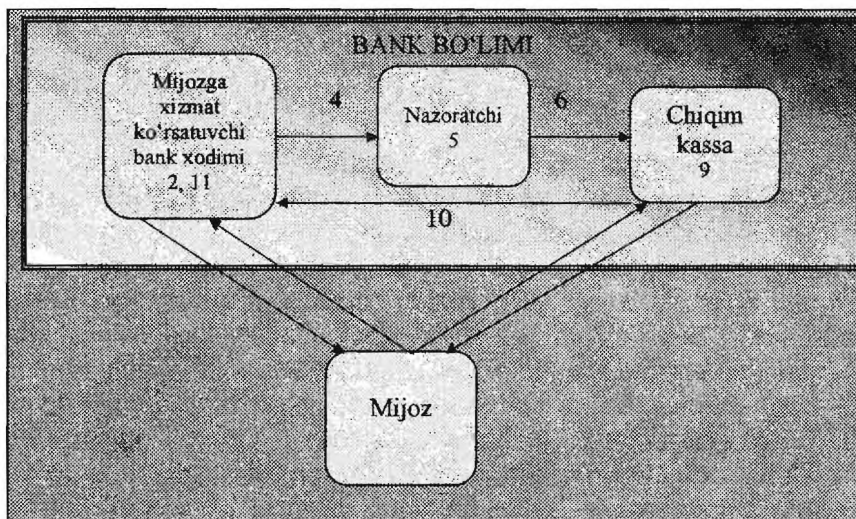 BANK BO‘LIMI
Mijozga
xizmat
ko‘rsatuvchi
bank xodimi
2, 11
4
Nazoratchi
5
6
Chiqim
kassa
9
10
Mijoz